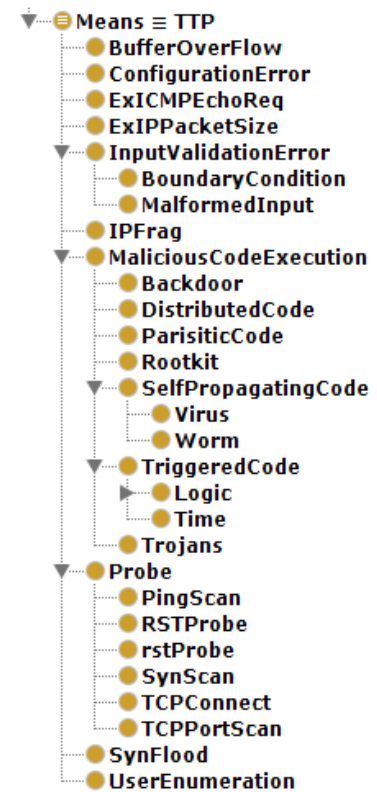 Means ≡ TTP
BufferOverFlow
ConfigurationError
ExICMPEchoReq
ExIPPacketSize
InputValidationError
BoundaryCondition
MalformedInput
IPFrag
MaliciousCodeExecution
Backdoor
DistributedCode
ParisiticCode
Rootkit
SelfPropagatingCode
Virus
Worm
TriggeredCode
Logic
Time
Trojans
Probe
PingScan
RSTProbe
rstProbe
SynScan
TCPConnect
TCPPortScan
SynFlood
UserEnumeration